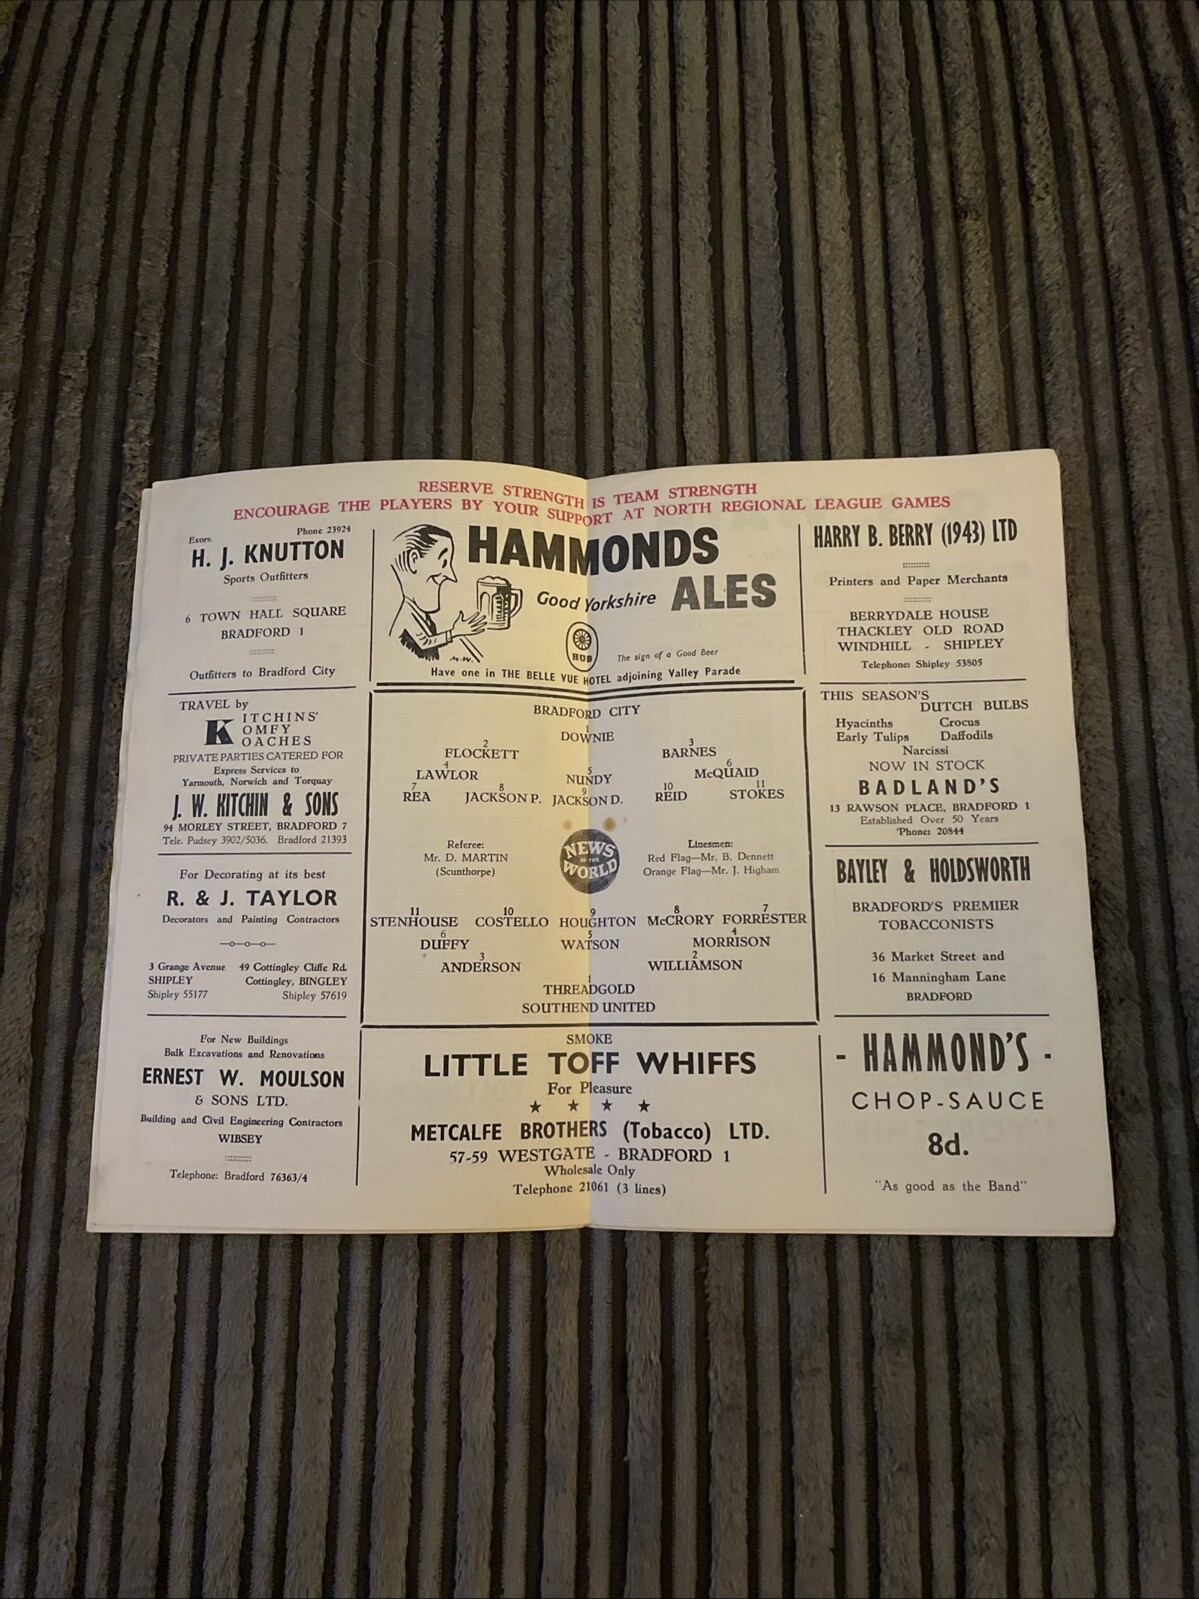 RESERVE STRENGTH IS TEAM STRENGTH
ENCOURAGE THE PLAYERS BY YOUR SUPPORT AT NORTH REGIONAL LEAGUE GAMES
Phone 23924
Exors.
H. J. KNUTTON
Sports Outfitters
6 TOWN HALL SQUARE
BRADFORD 1
Outfitters to Bradford City
TRAVEL by
KITCHINS'
OMFY
OACHES
PRIVATE PARTIES CATERED FOR
Express Services to
Yarmouth, Norwich and Torquay
J. W. KITCHIN & SONS
94 MORLEY STREET, BRADFORD 7
Tele. Pudsey 3902/5036. Bradford 21393
For Decorating at its best
R. & J. TAYLOR
Decorators and Painting Contractors
3 Grange Avenue 49 Cottingley Cliffe Rd.
SHIPLEY Cottingley, BINGLEY
Shipley 55177 Shipley 57619
For New Buildings
Bulk Excavations and Renovations
ERNEST W. MOULSON
& SONS LTD.
Building and Civil Engineering Contractors
WIBSEY
Telephone: Bradford 76363/4
HAMMONDS
Good Yorkshire ALES
M.W.
HUB
The sign of a Good Beer
Have one in THE BELLE VUE HOTEL adjoining Valley Parade
BRADFORD CITY
1
DOWNIE
2 3
FLOCKETT BARNES
4 5 6
LAWLOR NUNDY McQUAID
7 8 9 10 11
REA JACKSON P. JACKSON D. REID STOKES
Referee:
Mr. D. MARTIN
(Scunthorpe)
NEWS
OF THE
WORLD
Linesmen:
Red Flag—Mr. B. Dennett
Orange Flag—Mr. J. Higham
11 10 9 8 7
STENHOUSE COSTELLO HOUGHTON McCRORY FORRESTER
6 5 4
DUFFY WATSON MORRISON
3 2
ANDERSON WILLIAMSON
1
THREADGOLD
SOUTHEND UNITED
SMOKE
LITTLE TOFF WHIFFS
For Pleasure
METCALFE BROTHERS (Tobacco) LTD.
57-59 WESTGATE - BRADFORD 1
Wholesale Only
Telephone 21061 (3 lines)
HARRY B. BERRY (1943) LTD
Printers and Paper Merchants
BERRYDALE HOUSE
THACKLEY OLD ROAD
WINDHILL - SHIPLEY
Telephone: Shipley 53805
THIS SEASON'S
DUTCH BULBS
Hyacinths Crocus
Early Tulips Daffodils
Narcissi
NOW IN STOCK
BADLAND'S
13 RAWSON PLACE, BRADFORD 1
Established Over 50 Years
'Phone: 20844
BAYLEY & HOLDSWORTH
BRADFORD'S PREMIER
TOBACCONISTS
36 Market Street and
16 Manningham Lane
BRADFORD
- HAMMOND'S -
CHOP-SAUCE
8d.
"As good as the Band"